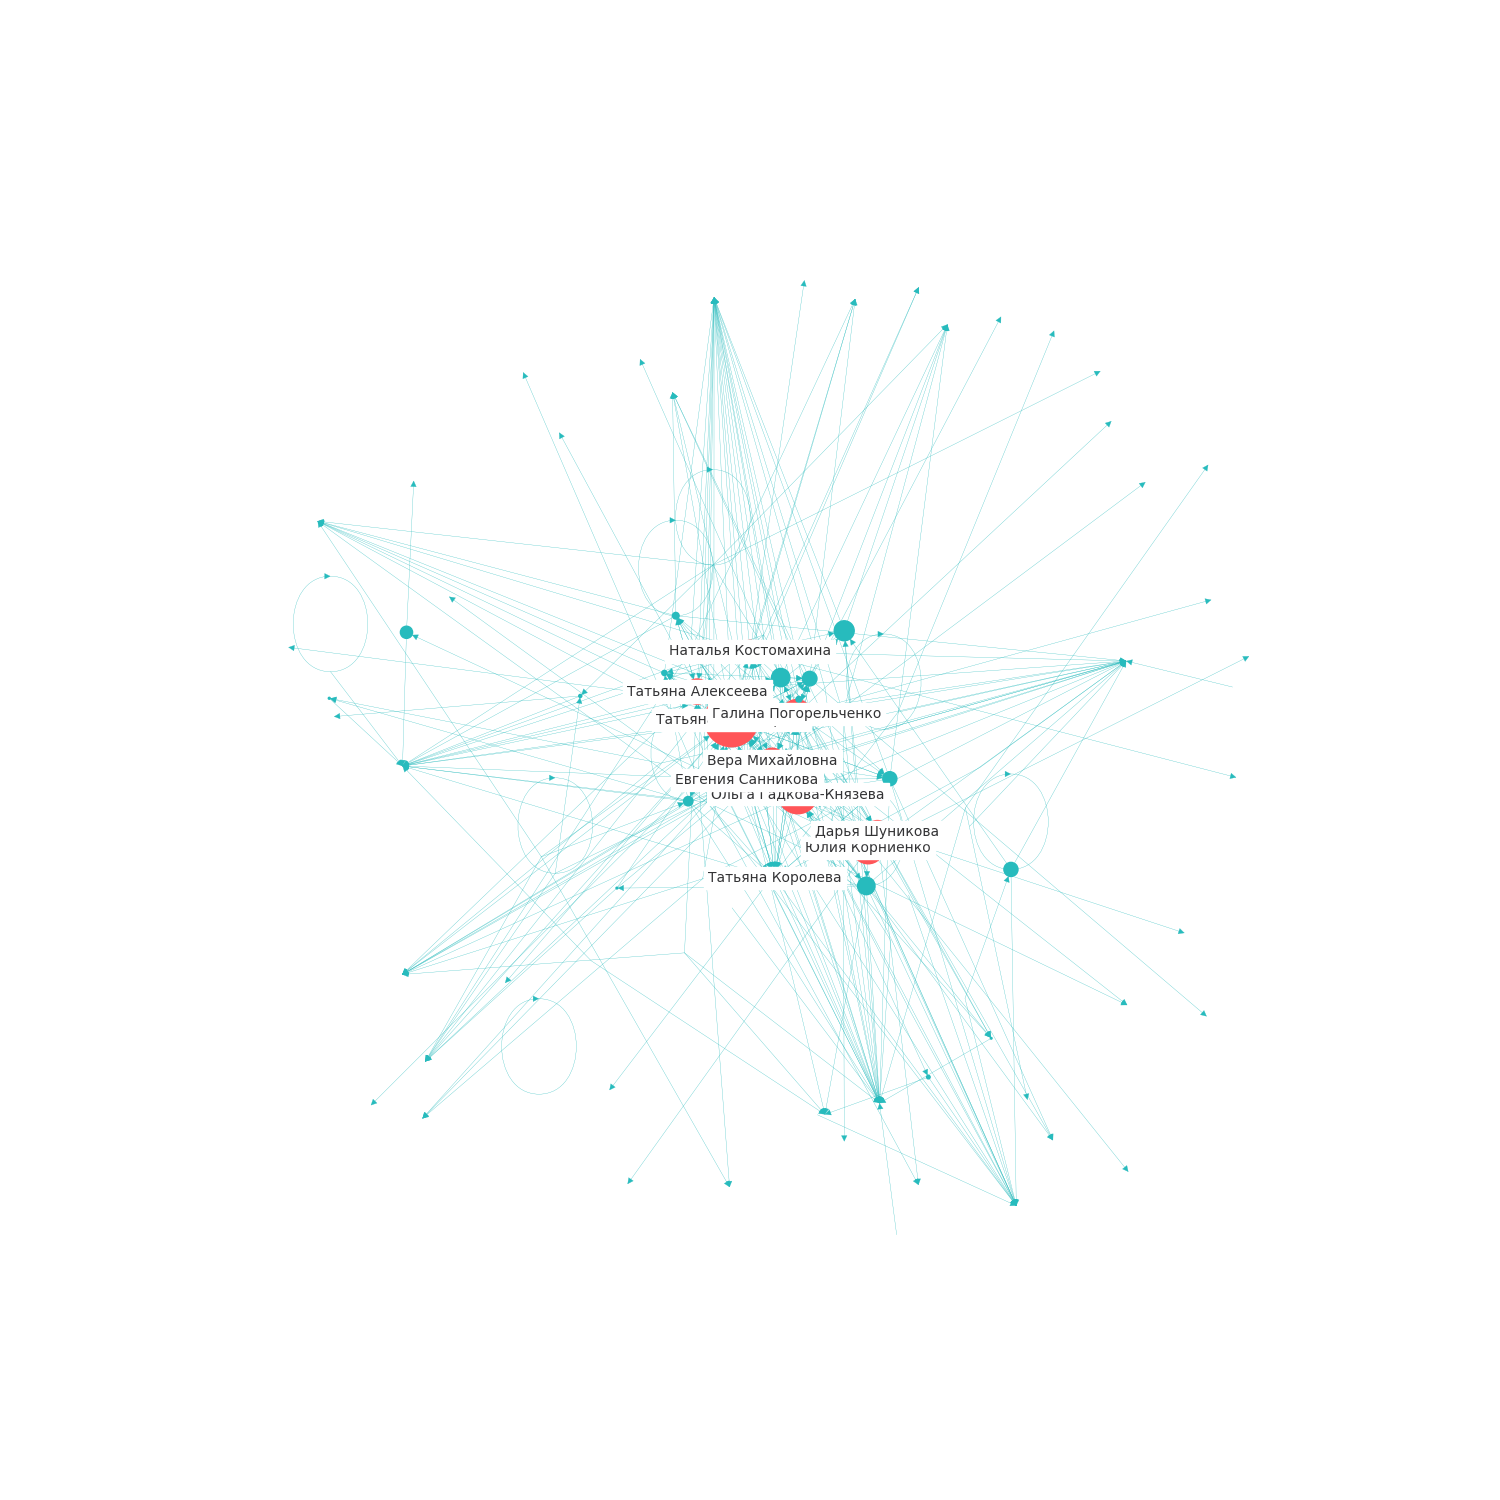 Наталья Костомахина
Татьяна Алексеева
Галина Погорельченко
Татьян
Вера Михайловна
Евгения Санникова
Ольга Гадкова-Князева
Дарья Шуникова
Юлия Корниенко
Татьяна Королева